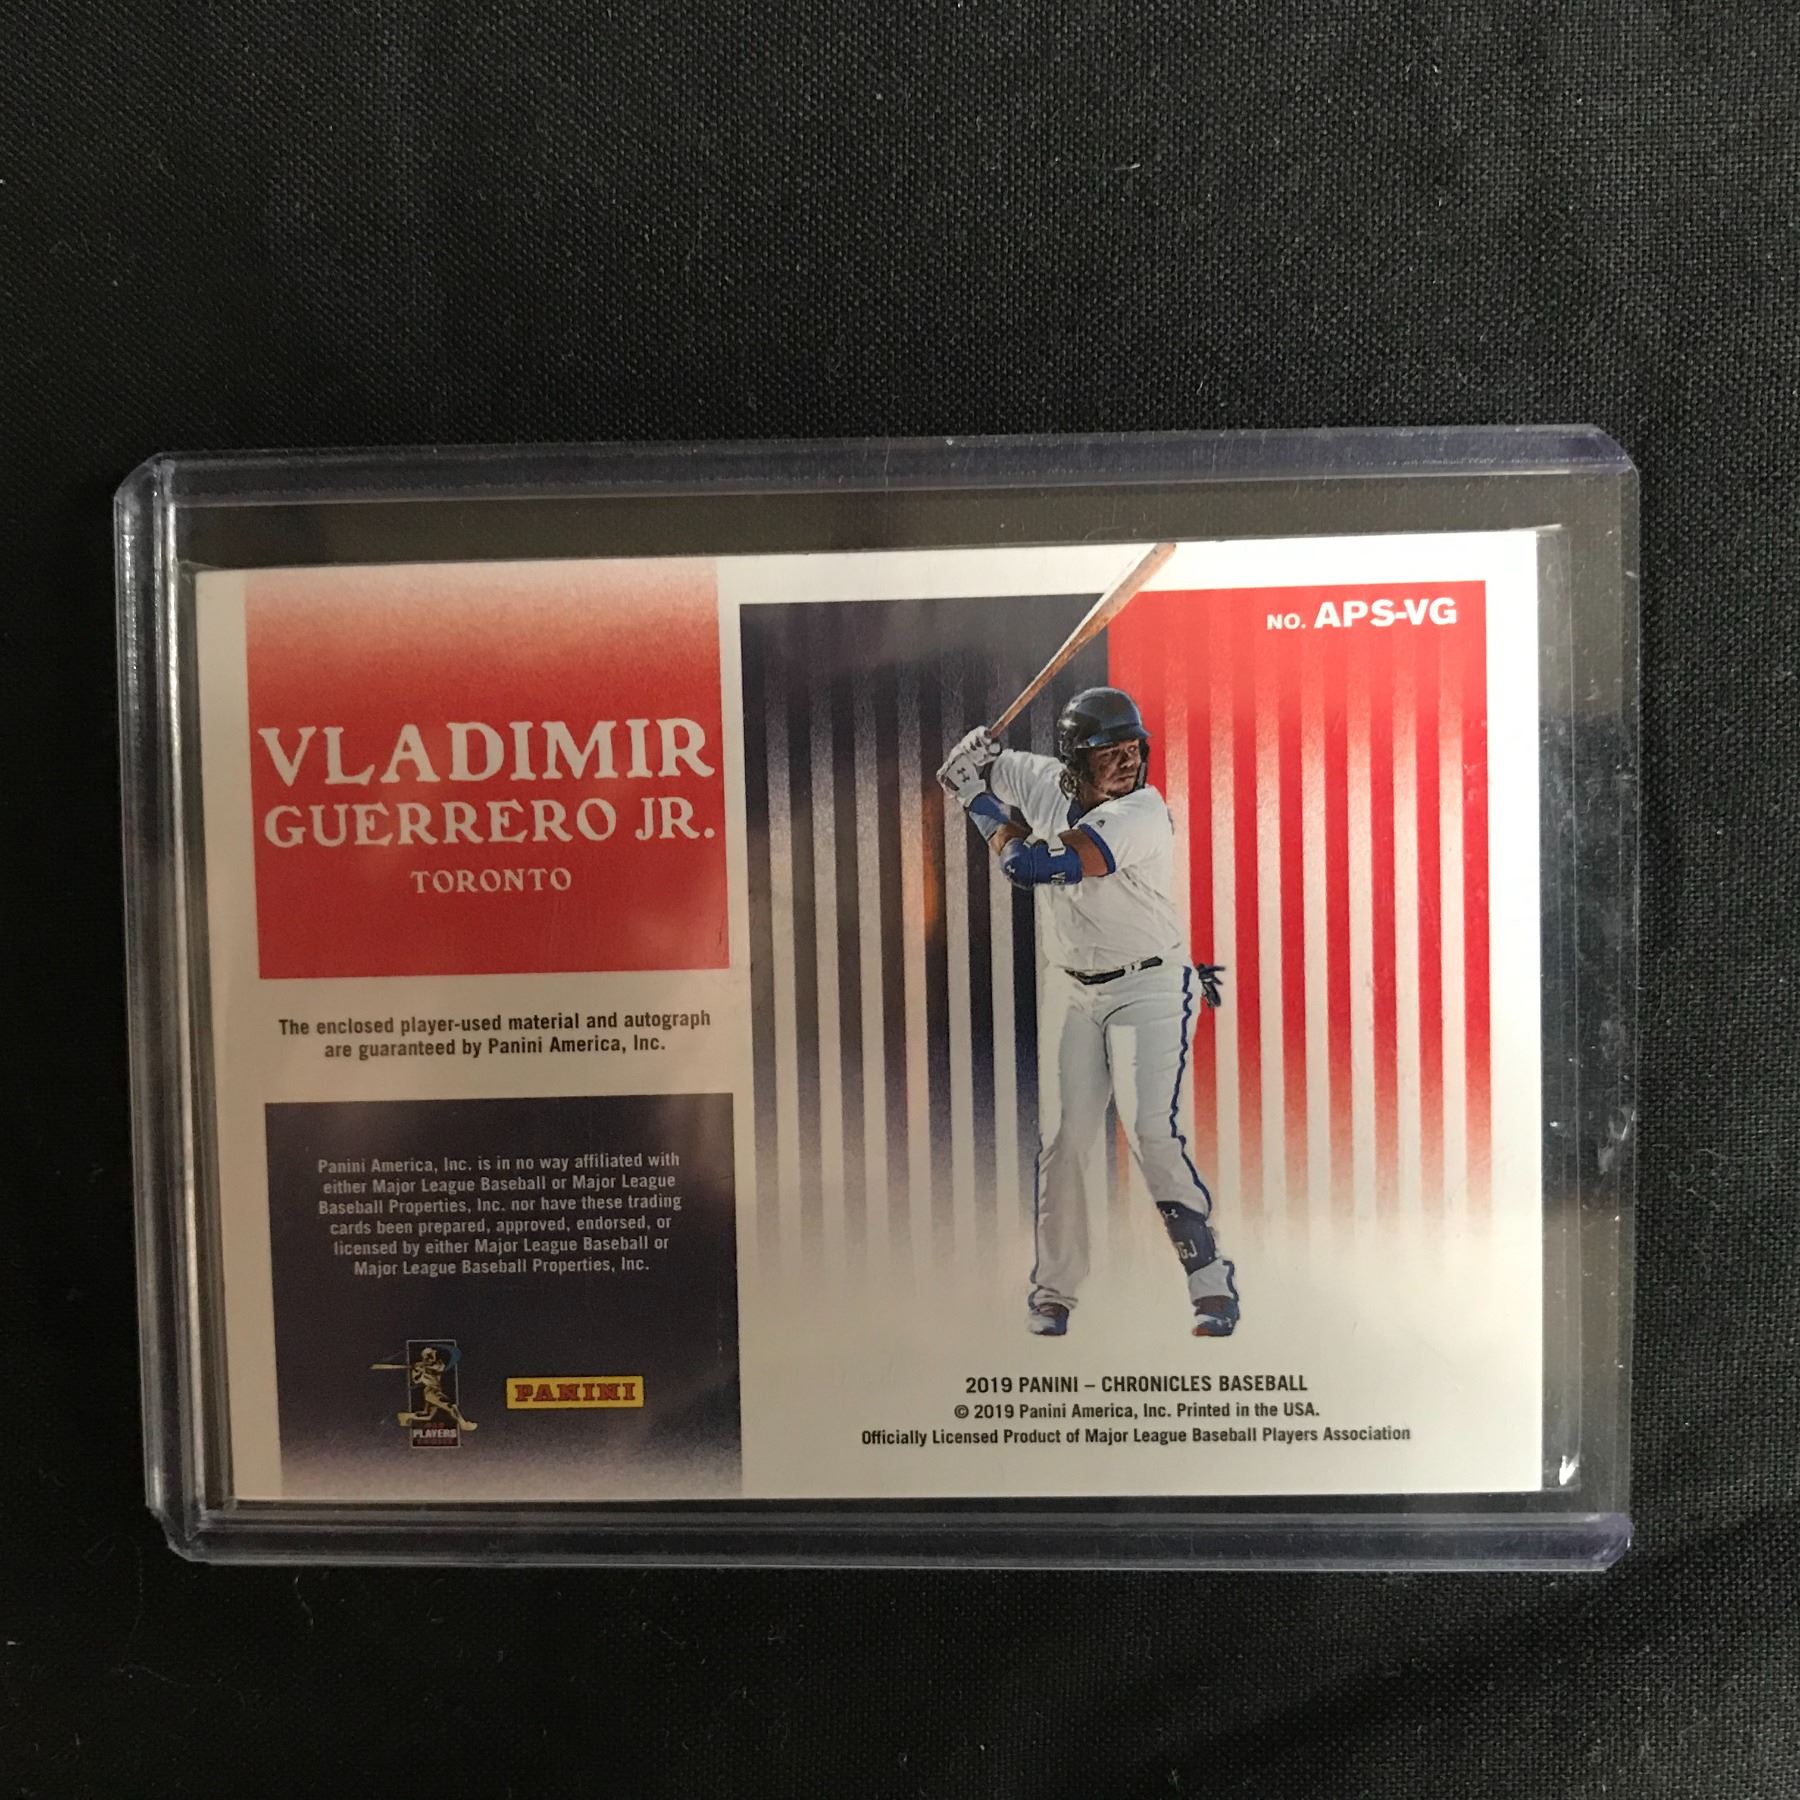 VLADIMIR
GUERRERO JR.
TORONTO
The enclosed player-used material and autograph
are guaranteed by Panini America, Inc.
Panini America, Inc. is in no way affiliated with
either Major League Baseball or Major League
Baseball Properties, Inc. nor have these trading
cards been prepared, approved, endorsed, or
licensed by either Major League Baseball or
Major League Baseball Properties, Inc.
PLAYERS
PANINI
NO. APS-VG
2019 PANINI – CHRONICLES BASEBALL
© 2019 Panini America, Inc. Printed in the USA.
Officially Licensed Product of Major League Baseball Players Association